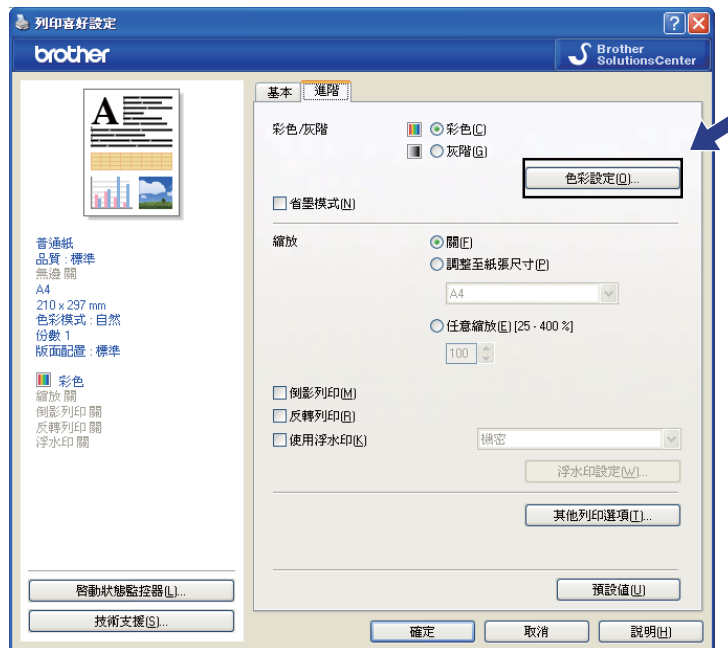 列印喜好設定
brother
Brother
SolutionsCenter
基本 進階
A
普通紙
品質 : 標準
無邊 關
A4
210 x 297 mm
色彩模式 : 自然
份數 1
版面配置 : 標準
彩色
縮放 關
倒影列印 關
反轉列印 關
浮水印 關
啟動狀態監控器(L)...
技術支援(S)...
彩色/灰階
彩色(C)
灰階(G)
色彩設定(O)...
省墨模式(N)
縮放
關(F)
調整至紙張尺寸(P)
A4
任意縮放(E) [25 - 400 %]
100
倒影列印(M)
反轉列印(R)
使用浮水印(K)
機密
浮水印設定(W)...
其他列印選項(T)...
預設值(U)
確定 取消 說明(H)